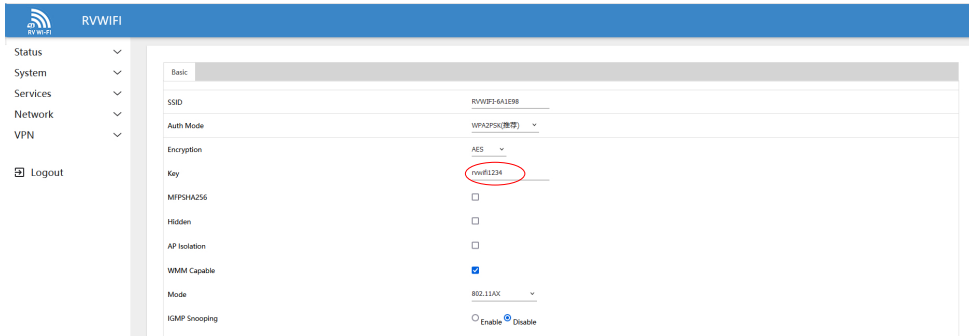 RV WI-FI
RVWIFI
Status
System
Services
Network
VPN
Logout
Basic
SSID RVWIFI-6A1E98
Auth Mode WPA2PSK(推荐)
Encryption AES
Key rvwifi1234
MFPSHA256
Hidden
AP Isolation
WMM Capable
Mode 802.11AX
IGMP Snooping Enable Disable